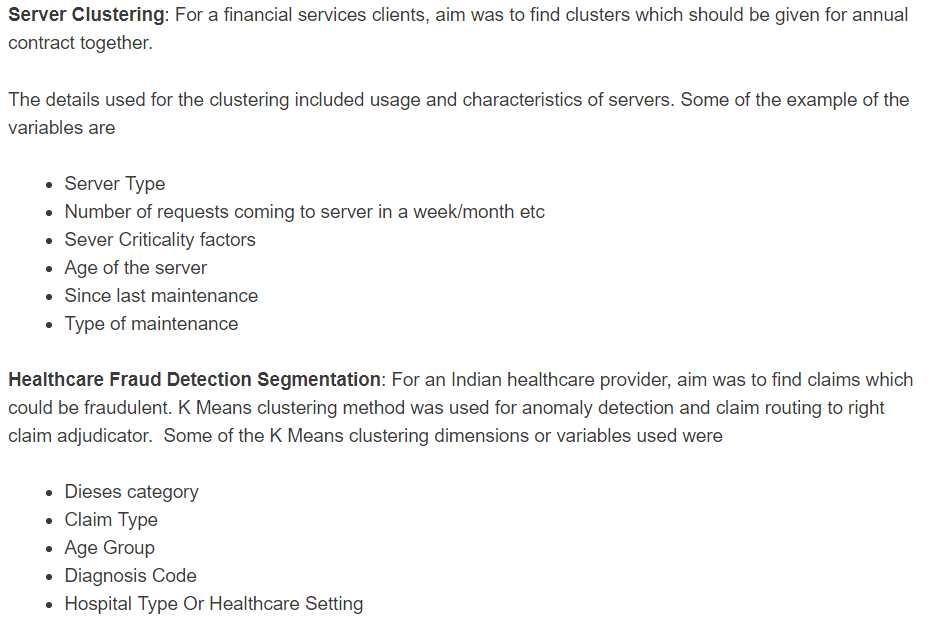 Server Clustering: For a financial services clients, aim was to find clusters which should be given for annual
contract together.
The details used for the clustering included usage and characteristics of servers. Some of the example of the
variables are
• Server Type
• Number of requests coming to server in a week/month etc
• Sever Criticality factors
• Age of the server
• Since last maintenance
• Type of maintenance
Healthcare Fraud Detection Segmentation: For an Indian healthcare provider, aim was to find claims which
could be fraudulent. K Means clustering method was used for anomaly detection and claim routing to right
claim adjudicator.  Some of the K Means clustering dimensions or variables used were
• Dieses category
• Claim Type
• Age Group
• Diagnosis Code
• Hospital Type Or Healthcare Setting